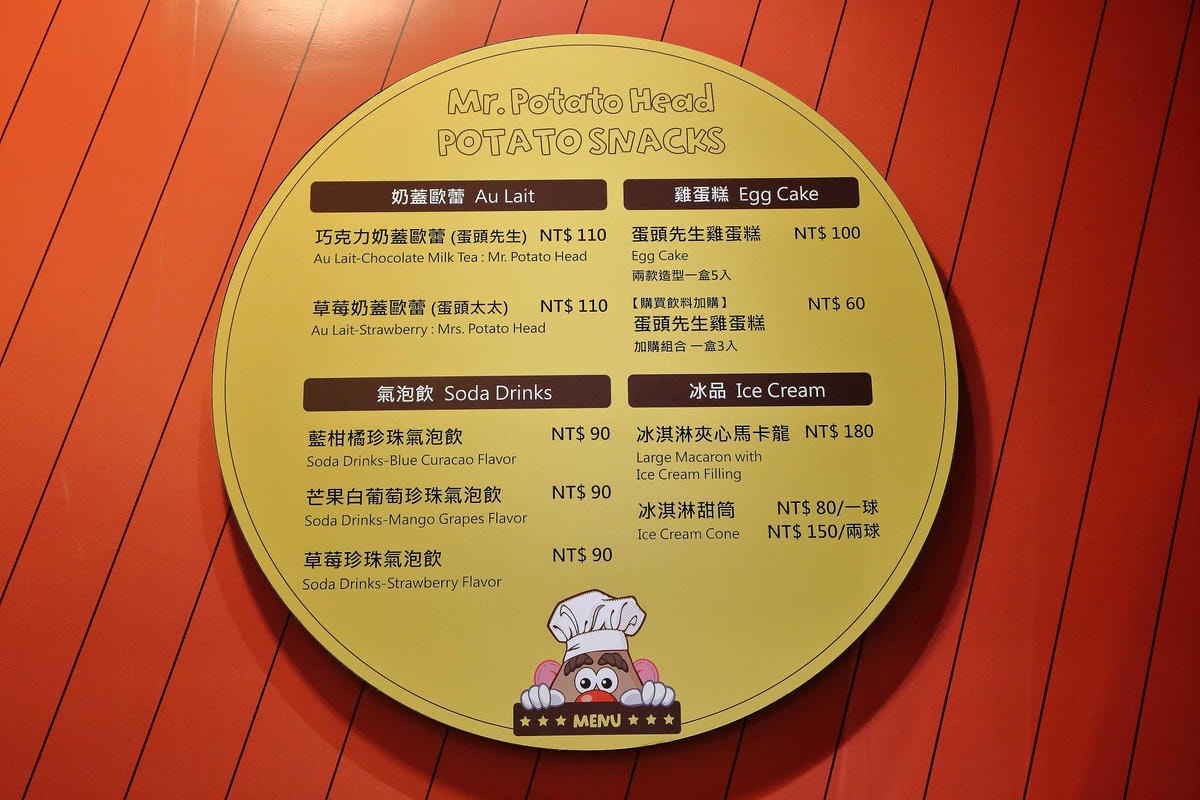 Mr. Potato Head
POTATO SNACKS
奶蓋歐蕾 Au Lait
巧克力奶蓋歐蕾 (蛋頭先生) NT$ 110
Au Lait-Chocolate Milk Tea : Mr. Potato Head
草莓奶蓋歐蕾 (蛋頭太太) NT$ 110
Au Lait-Strawberry : Mrs. Potato Head
氣泡飲 Soda Drinks
藍柑橘珍珠氣泡飲 NT$ 90
Soda Drinks-Blue Curacao Flavor
芒果白葡萄珍珠氣泡飲 NT$ 90
Soda Drinks-Mango Grapes Flavor
草莓珍珠氣泡飲 NT$ 90
Soda Drinks-Strawberry Flavor
雞蛋糕 Egg Cake
蛋頭先生雞蛋糕 NT$ 100
Egg Cake
兩款造型一盒5入
【購買飲料加購】 NT$ 60
蛋頭先生雞蛋糕
加購組合 一盒3入
冰品 Ice Cream
冰淇淋夾心馬卡龍 NT$ 180
Large Macaron with
Ice Cream Filling
冰淇淋甜筒 NT$ 80/一球
Ice Cream Cone NT$ 150/兩球
MENU